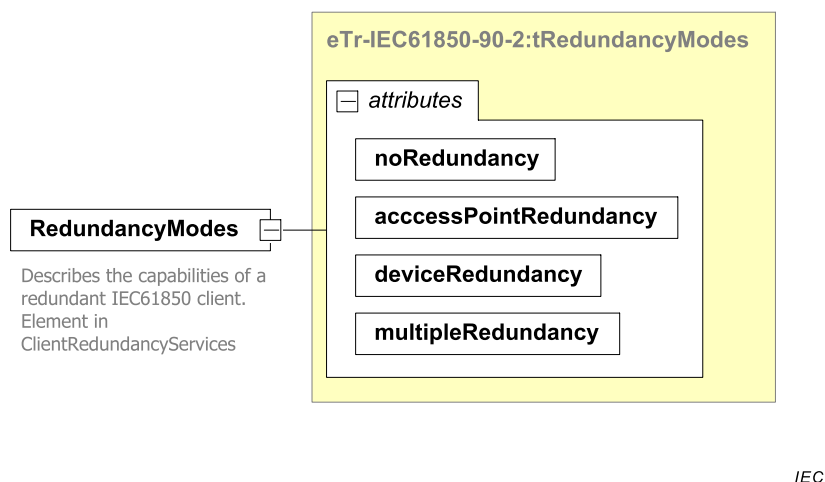 eTr-IEC61850-90-2:tRedundancyModes
attributes
noRedundancy
acccessPointRedundancy
deviceRedundancy
multipleRedundancy
RedundancyModes
Describes the capabilities of a
redundant IEC61850 client.
Element in
ClientRedundancyServices
IEC